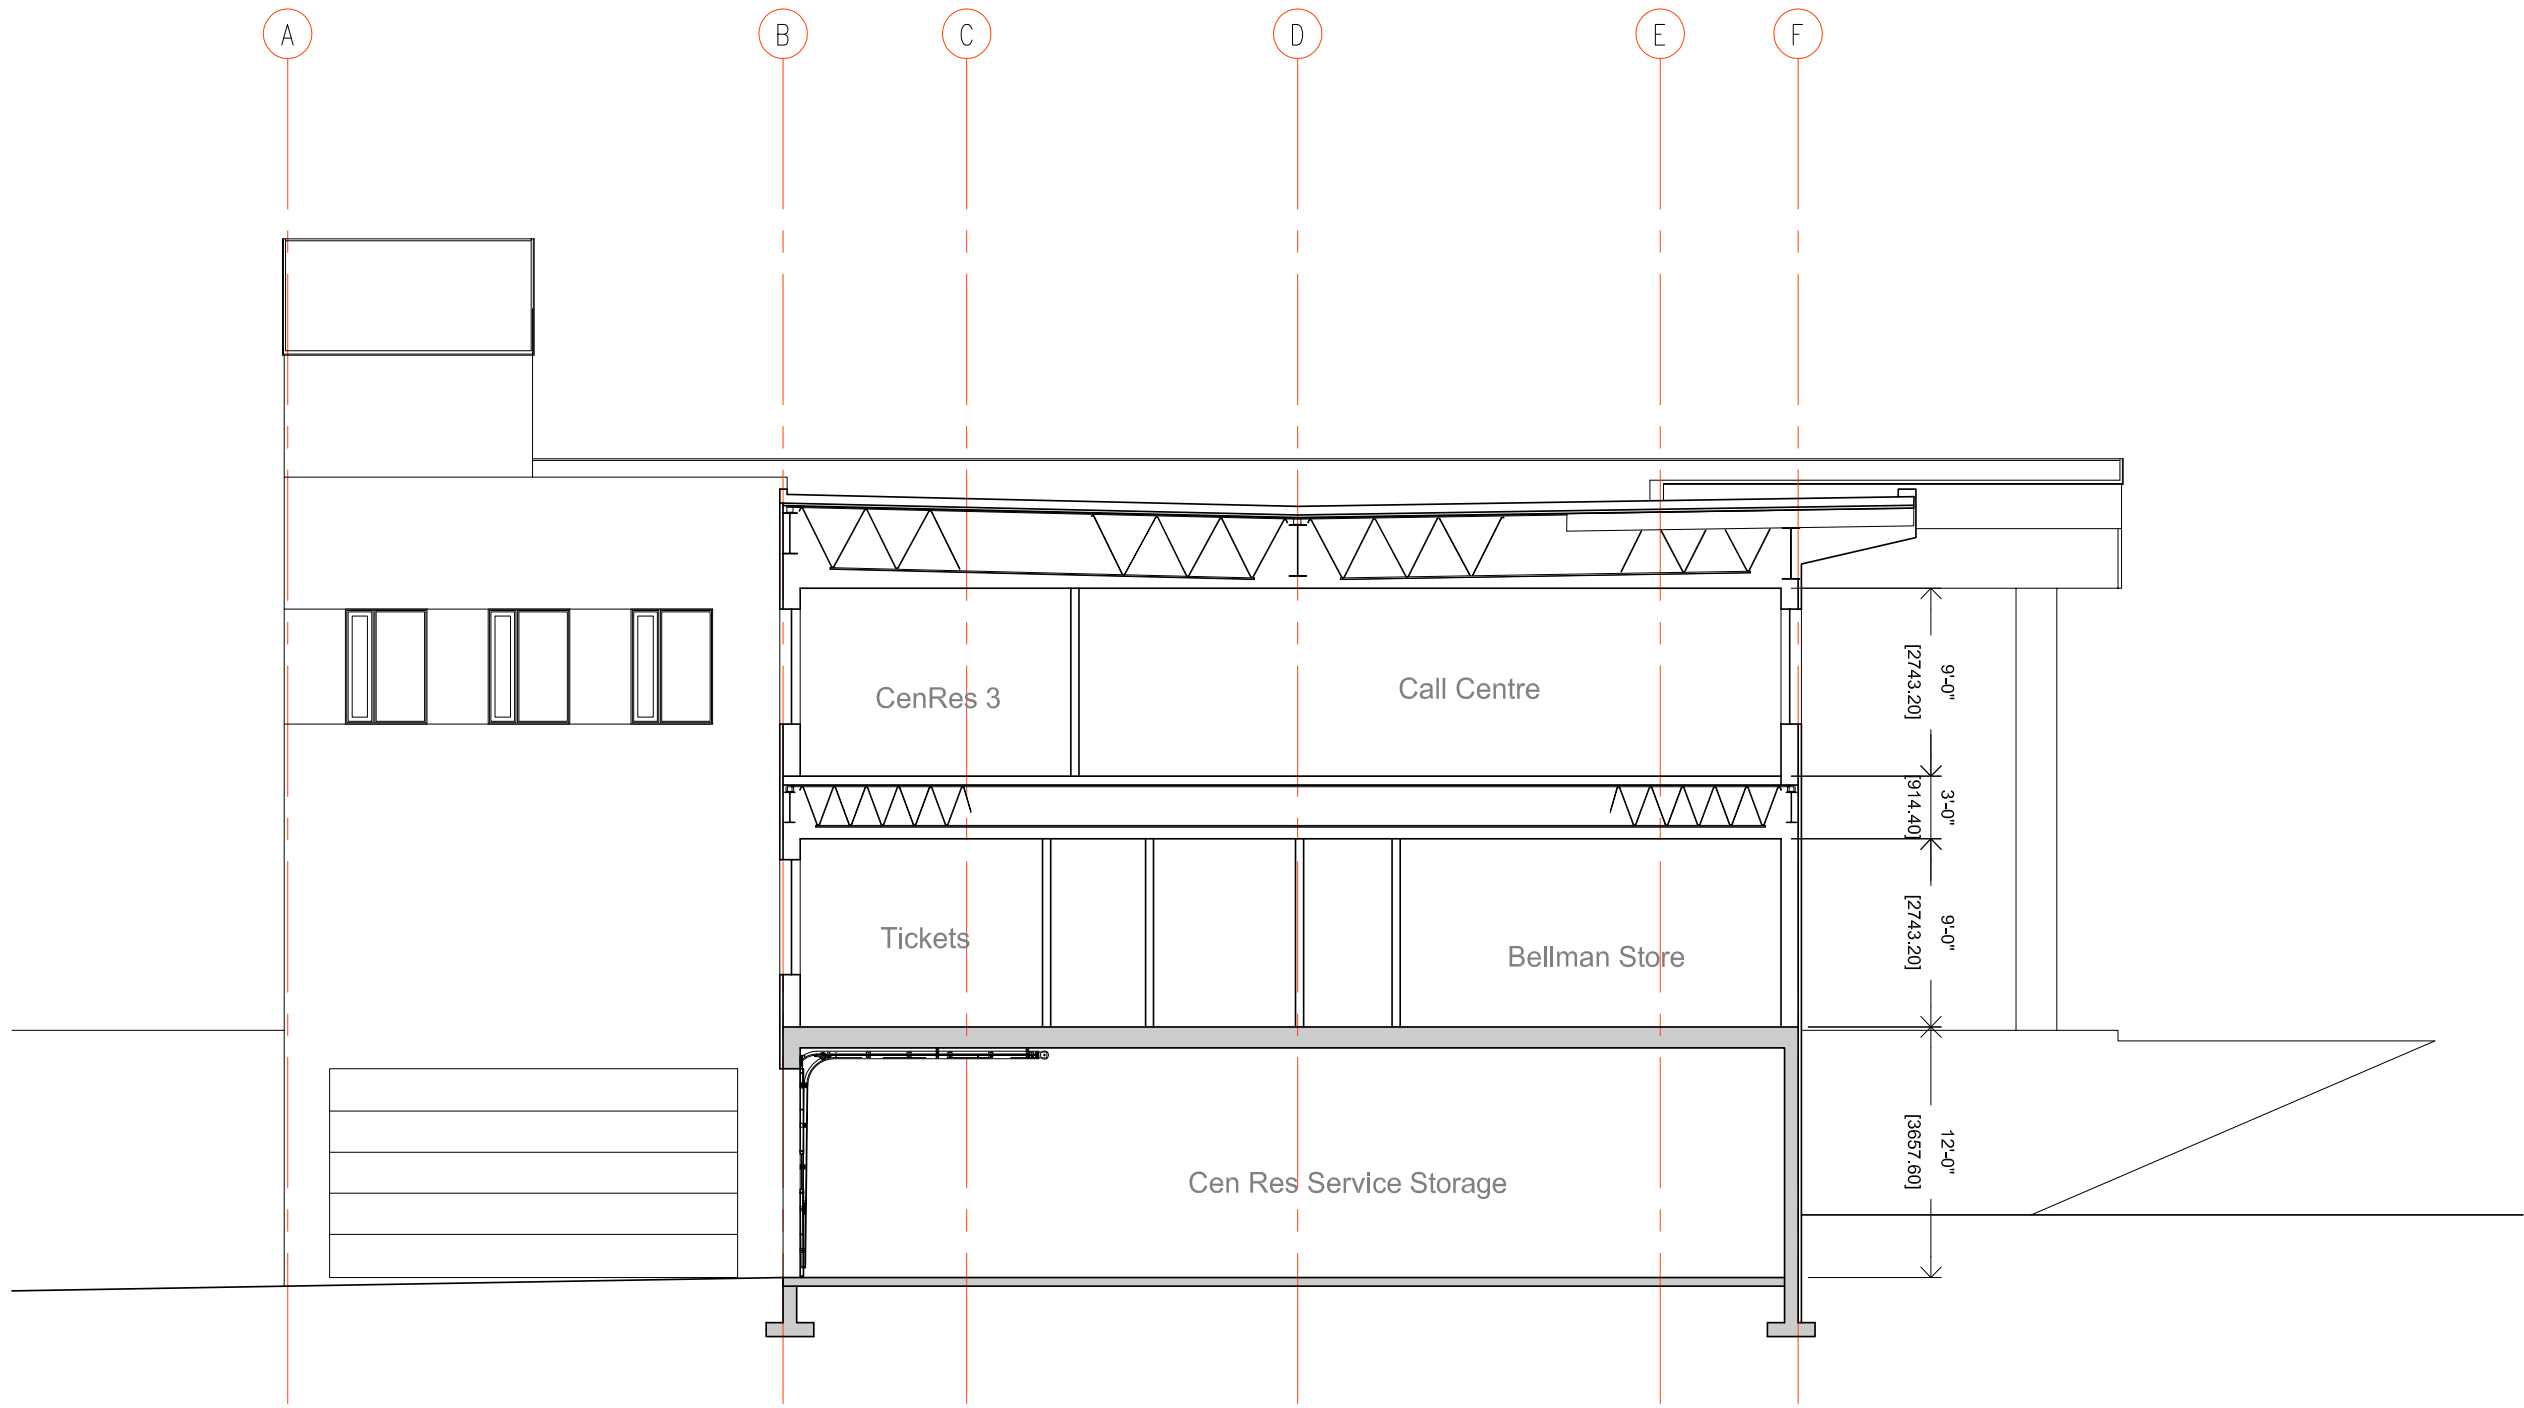 A
B
C
D
E
F
CenRes 3
Call Centre
9'-0"
[2743.20]
3'-0"
[914.40]
Tickets
Bellman Store
9'-0"
[2743.20]
Cen Res Service Storage
12'-0"
[3657.60]